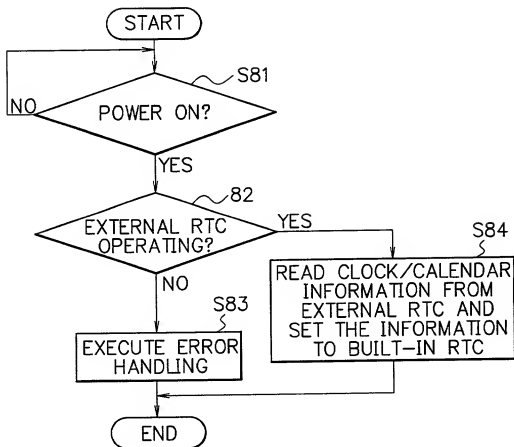 START
S81
NO
POWER ON?
YES
82
EXTERNAL RTC
OPERATING?
YES
NO
S84
READ CLOCK/CALENDAR
INFORMATION FROM
EXTERNAL RTC AND
SET THE INFORMATION
TO BUILT-IN RTC
S83
EXECUTE ERROR
HANDLING
END